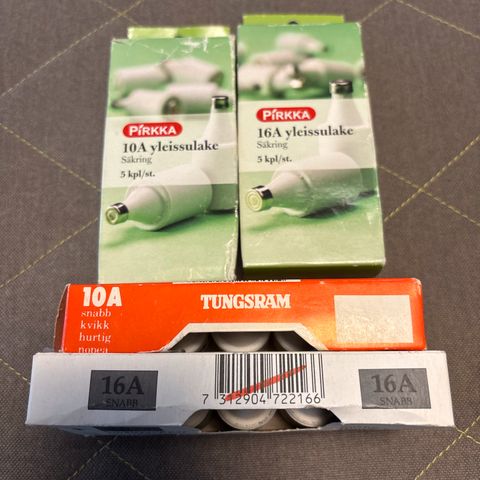 PIRKKA
10A yleissulake
Säkring
5 kpl/st.
PIRKKA
16A yleissulake
Säkring
5 kpl/st.
10A
snabb
kvikk
hurtig
nopea
TUNGSRAM
16A
SNABB
7 312904 722166
16A
SNABB